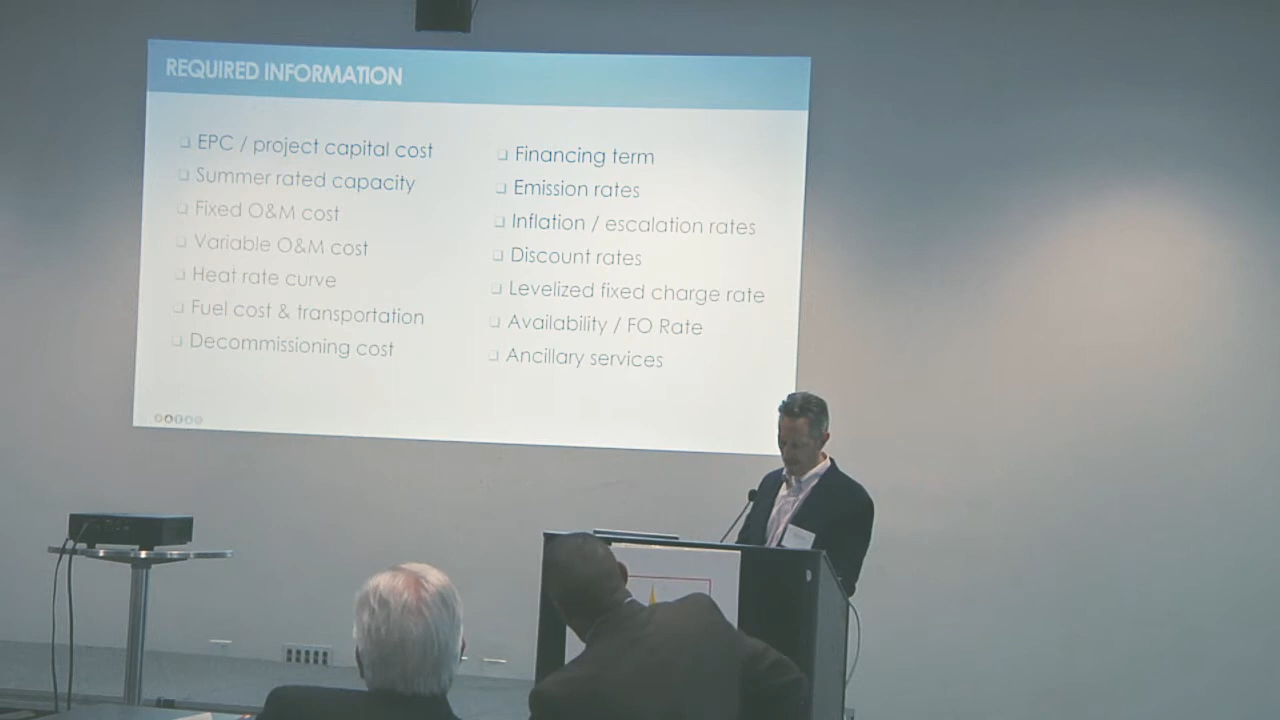 REQUIRED INFORMATION
EPC / project capital cost
Summer rated capacity
Fixed O&M cost
Variable O&M cost
Heat rate curve
Fuel cost & transportation
Decommissioning cost
Financing term
Emission rates
Inflation / escalation rates
Discount rates
Levelized fixed charge rate
Availability / FO Rate
Ancillary services